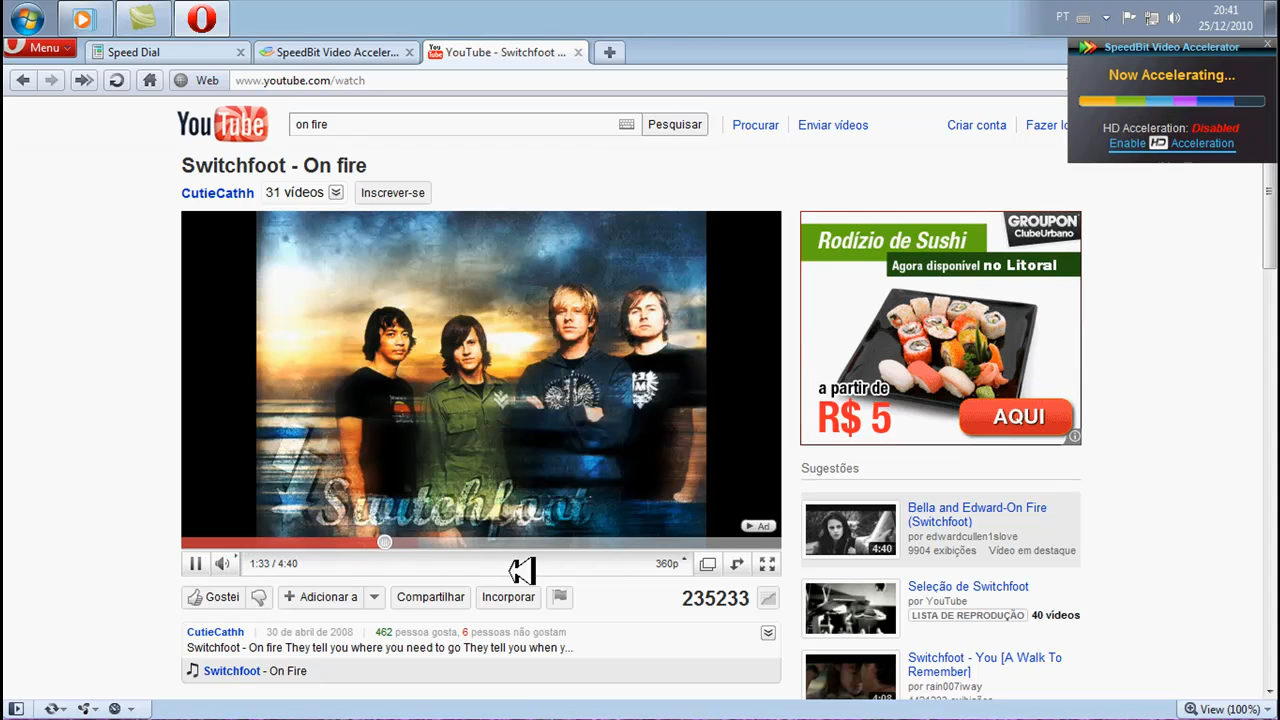 PT
20:41
25/12/2010
Menu
Speed Dial
SpeedBit Video Acceler...
YouTube - Switchfoot ...
SpeedBit Video Accelerator
Now Accelerating...
HD Acceleration: Disabled
Enable HD Acceleration
Web
www.youtube.com/watch
YouTube
on fire
Pesquisar
Procurar
Enviar vídeos
Criar conta
Fazer lo
Switchfoot - On fire
CutieCathh
31 vídeos
Inscrever-se
Switchfoot
Ad
1:33 / 4:40
360p
Gostei
Adicionar a
Compartilhar
Incorporar
235233
CutieCathh
30 de abril de 2008
462 pessoa gosta, 6 pessoas não gostam
Switchfoot - On fire They tell you where you need to go They tell you when y...
Switchfoot - On Fire
GROUPON
ClubeUrbano
Rodízio de Sushi
Agora disponível no Litoral
a partir de
R$ 5
AQUI
Sugestões
4:40
Bella and Edward-On Fire
(Switchfoot)
por edwardcullen1slove
9904 exibições
Vídeo em destaque
Seleção de Switchfoot
por YouTube
LISTA DE REPRODUÇÃO
40 vídeos
Switchfoot - You [A Walk To
Remember]
por rain007iway
4:08
View (100%)